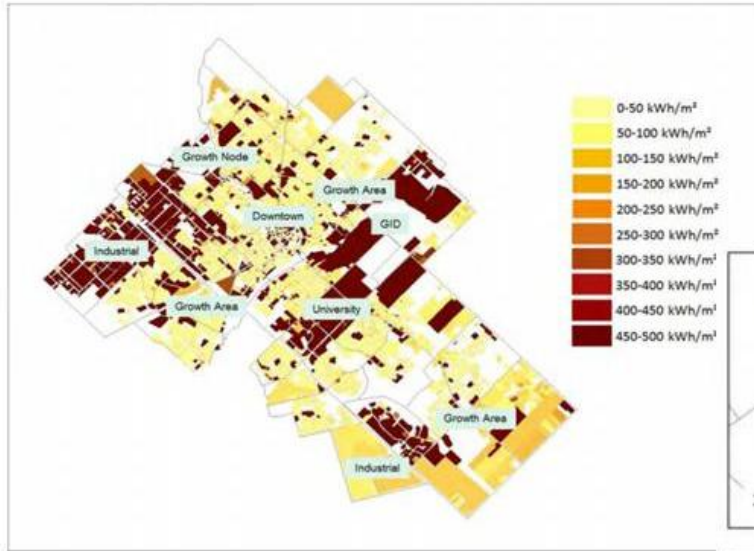 Growth Node
Growth Area
Downtown
GID
Industrial
Growth Area
University
Growth Area
Industrial
0-50 kWh/m²
50-100 kWh/m²
100-150 kWh/m²
150-200 kWh/m²
200-250 kWh/m²
250-300 kWh/m²
300-350 kWh/m²
350-400 kWh/m²
400-450 kWh/m²
450-500 kWh/m²